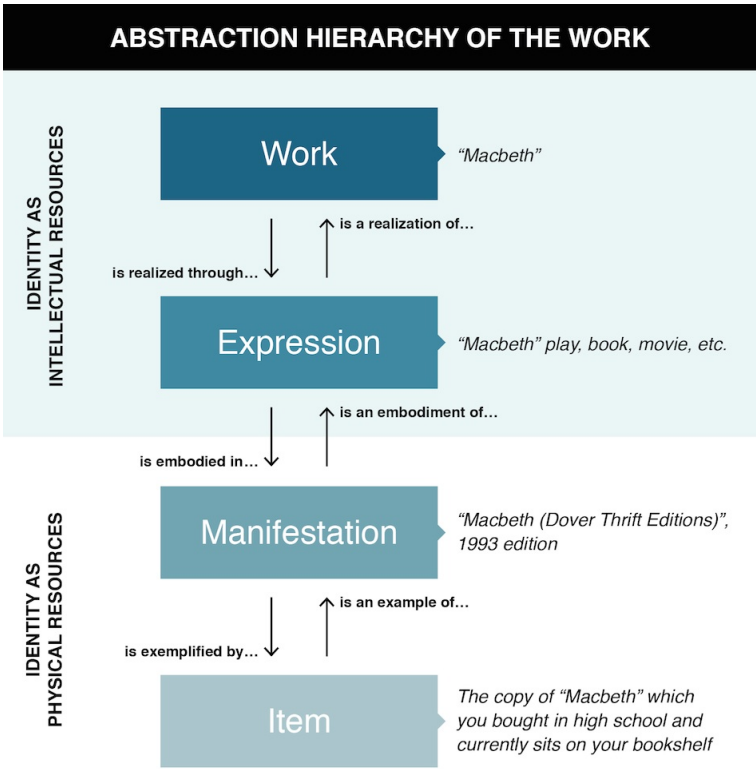 ABSTRACTION HIERARCHY OF THE WORK
IDENTITY AS
INTELLECTUAL RESOURCES
Work
“Macbeth”
is a realization of…
is realized through…
Expression
“Macbeth” play, book, movie, etc.
is an embodiment of…
is embodied in…
IDENTITY AS
PHYSICAL RESOURCES
Manifestation
“Macbeth (Dover Thrift Editions)”,
1993 edition
is an example of…
is exemplified by…
Item
The copy of “Macbeth” which
you bought in high school and
currently sits on your bookshelf